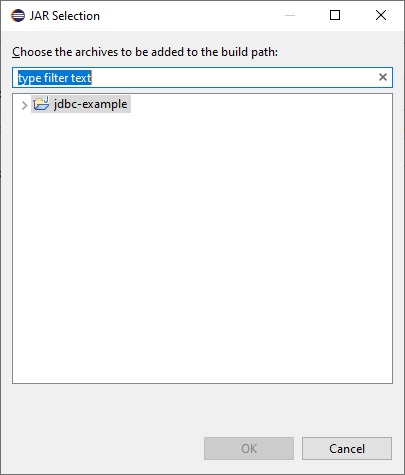 JAR Selection
Choose the archives to be added to the build path:
type filter text
jdbc-example
OK
Cancel